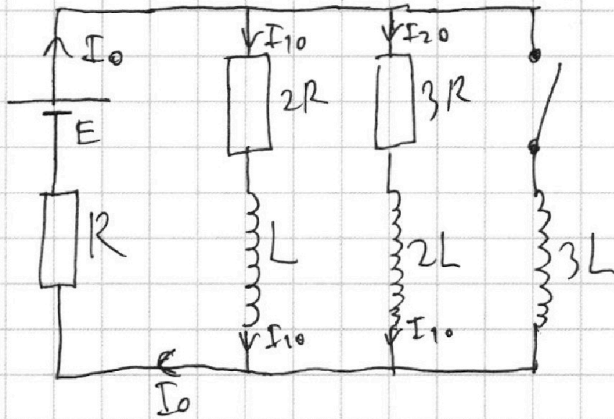 I₀ I₁₀ I₂₀
E 2R 3R
R L 2L 3L
I₁₀ I₁₀
I₀